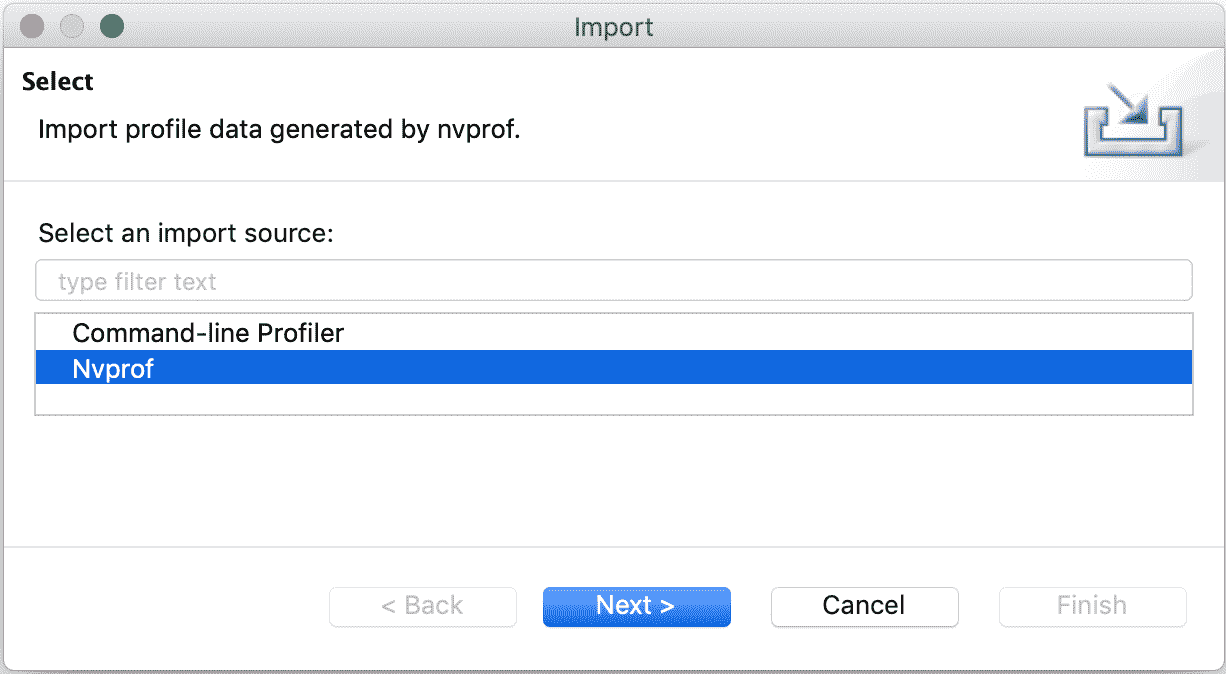 Import
Select
Import profile data generated by nvprof.
Select an import source:
type filter text
Command-line Profiler
Nvprof
< Back Next > Cancel Finish